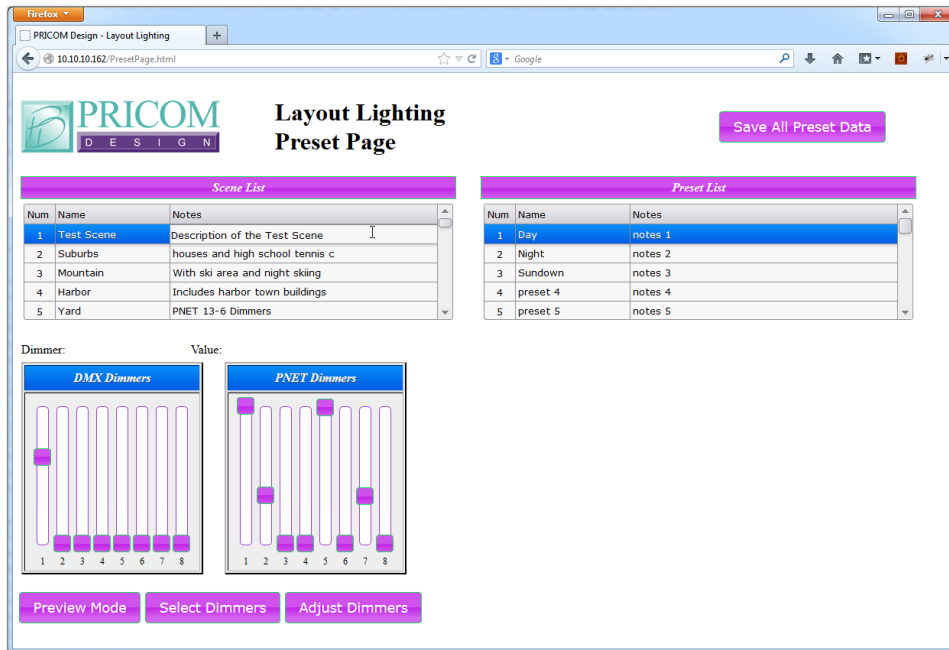 Firefox
PRICOM Design - Layout Lighting
10.10.10.162/PresetPage.html
Google
PRICOM
DESIGN
Layout Lighting
Preset Page
Save All Preset Data
Scene List
Num Name Notes
1 Test Scene Description of the Test Scene
2 Suburbs houses and high school tennis c
3 Mountain With ski area and night skiing
4 Harbor Includes harbor town buildings
5 Yard PNET 13-6 Dimmers
Preset List
Num Name Notes
1 Day notes 1
2 Night notes 2
3 Sundown notes 3
4 preset 4 notes 4
5 preset 5 notes 5
Dimmer: Value:
DMX Dimmers
1 2 3 4 5 6 7 8
PNET Dimmers
1 2 3 4 5 6 7 8
Preview Mode
Select Dimmers
Adjust Dimmers